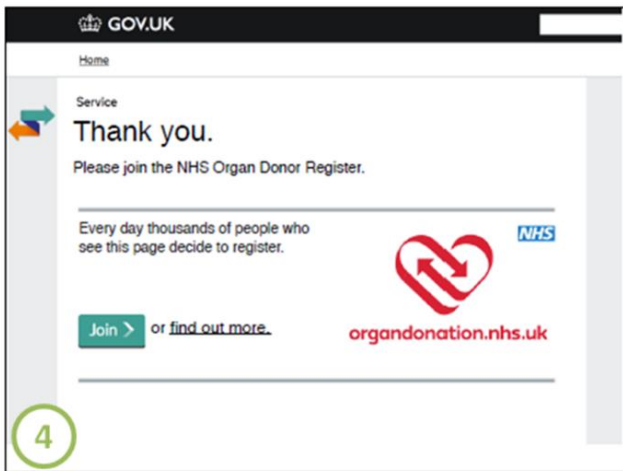 GOV.UK
Home
Service
Thank you.
Please join the NHS Organ Donor Register.
Every day thousands of people who
see this page decide to register.
NHS
Join > or find out more.
organdonation.nhs.uk
4